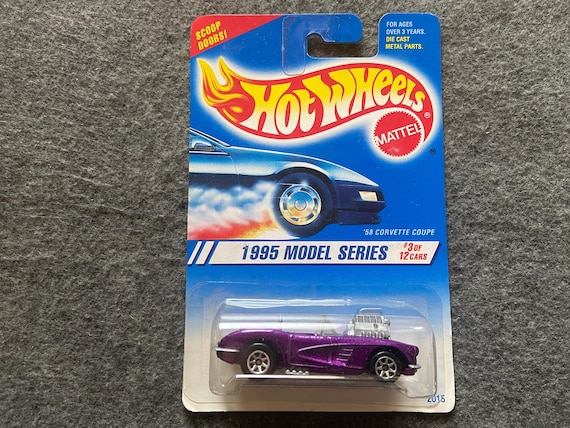 SCOOP
DOORS!
FOR AGES
OVER 3 YEARS.
DIE CAST
METAL PARTS.
HOT WHEELS
®
MATTEL
®
'58 CORVETTE COUPE
1995 MODEL SERIES
#3 OF
12 CARS
2015